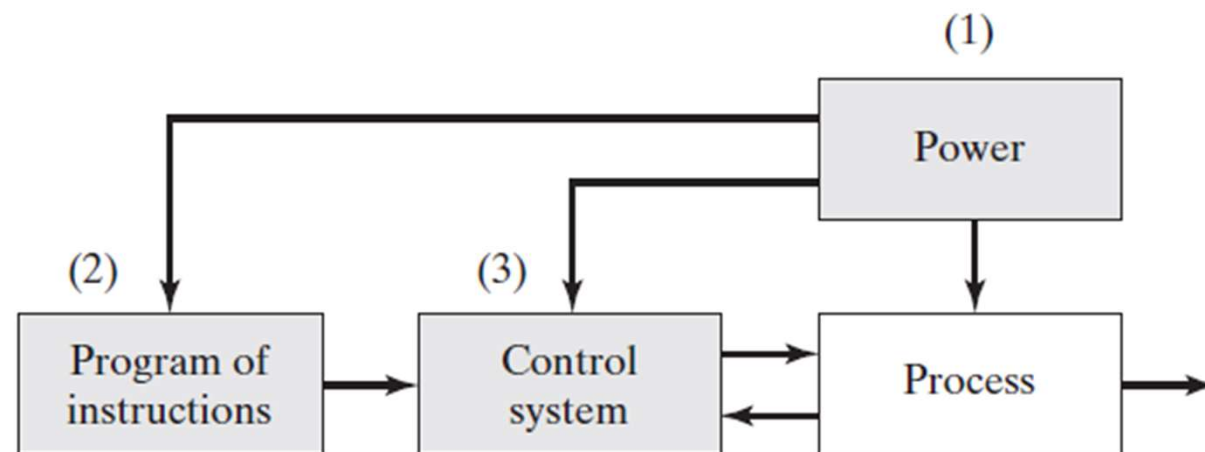 (1)
Power
(2)
(3)
Program of
instructions
Control
system
Process